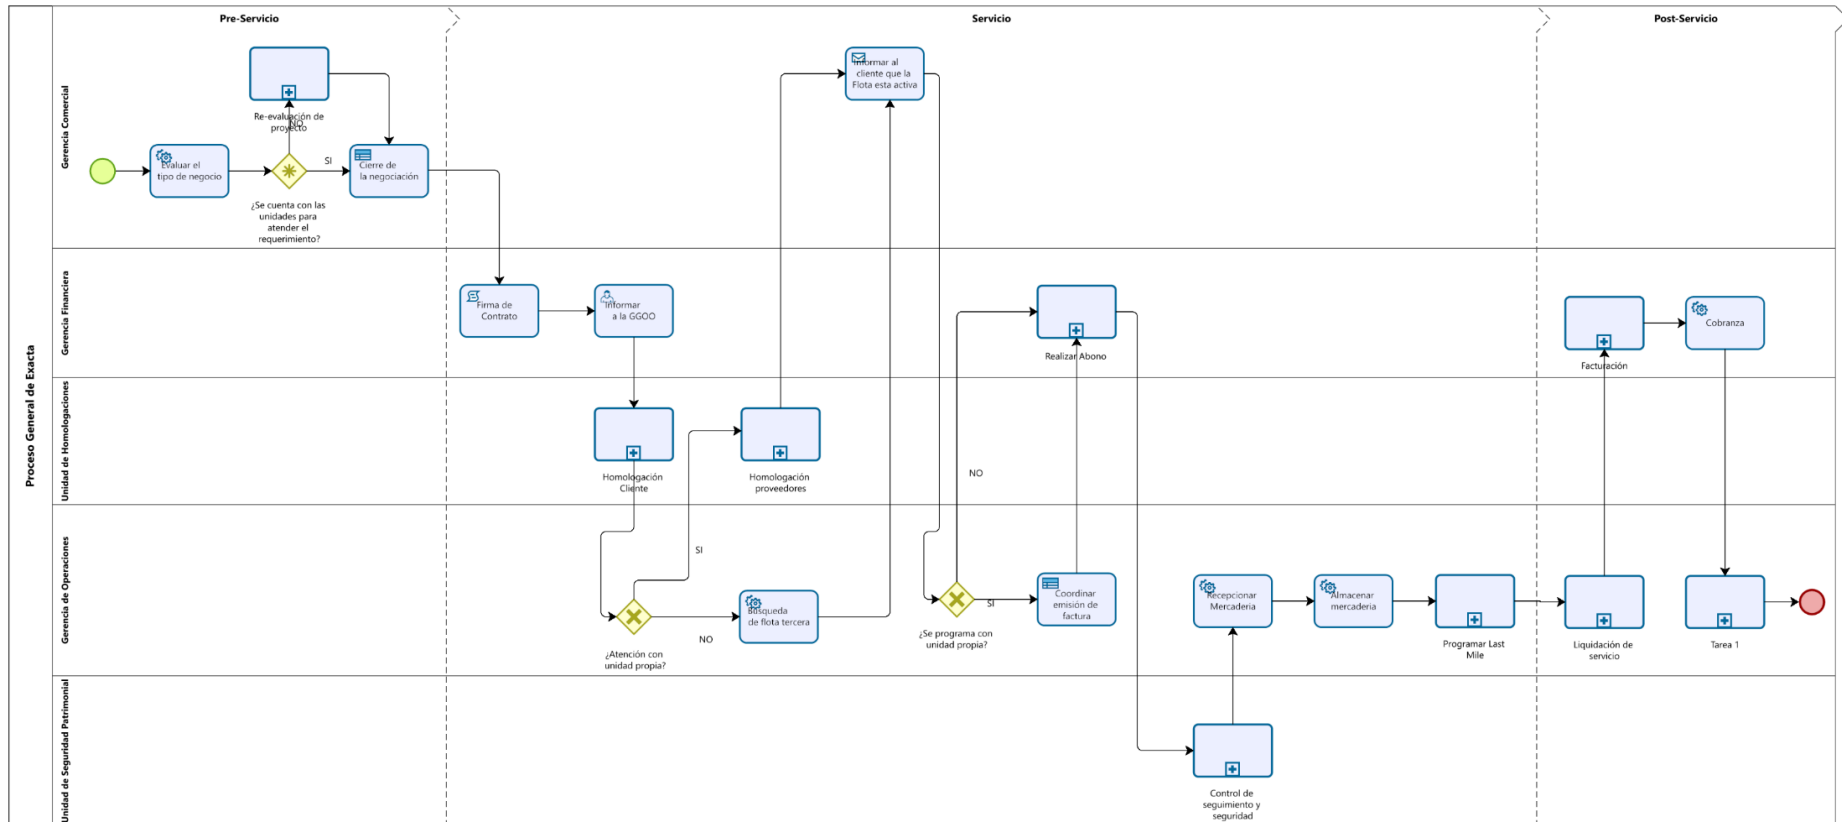 Proceso General de Exacta
Pre-Servicio
Servicio
Post-Servicio
Gerencia Comercial
Re-evaluación de
proyecto
NO
Evaluar el
tipo de negocio
SI
Cierre de
la negociación
¿Se cuenta con las
unidades para
atender el
requerimiento?
Informar al
cliente que la
Flota esta activa
Gerencia Financiera
Firma de
Contrato
Informar
a la GGOO
Realizar Abono
Facturación
Cobranza
Unidad de Homologaciones
Homologación
Cliente
Homologación
proveedores
NO
Gerencia de Operaciones
SI
¿Atención con
unidad propia?
NO
Búsqueda
de flota tercera
¿Se programa con
unidad propia?
SI
Coordinar
emisión de
factura
Recepcionar
Mercaderia
Almacenar
mercaderia
Programar Last
Mile
Liquidación de
servicio
Tarea 1
Unidad de Seguridad Patrimonial
Control de
seguimiento y
seguridad